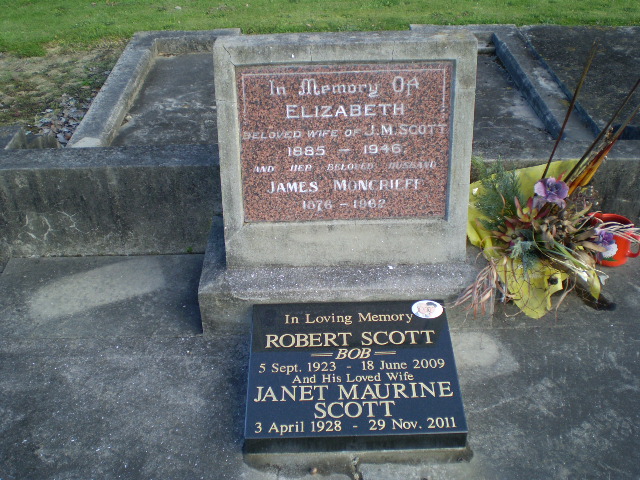 In Memory Of
ELIZABETH
BELOVED WIFE OF J.M. SCOTT
1885 - 1946
AND HER BELOVED HUSBAND
JAMES MONCRIEFF
1876 - 1962
In Loving Memory
ROBERT SCOTT
BOB
5 Sept. 1923 - 18 June 2009
And His Loved Wife
JANET MAURINE
SCOTT
3 April 1928 - 29 Nov. 2011